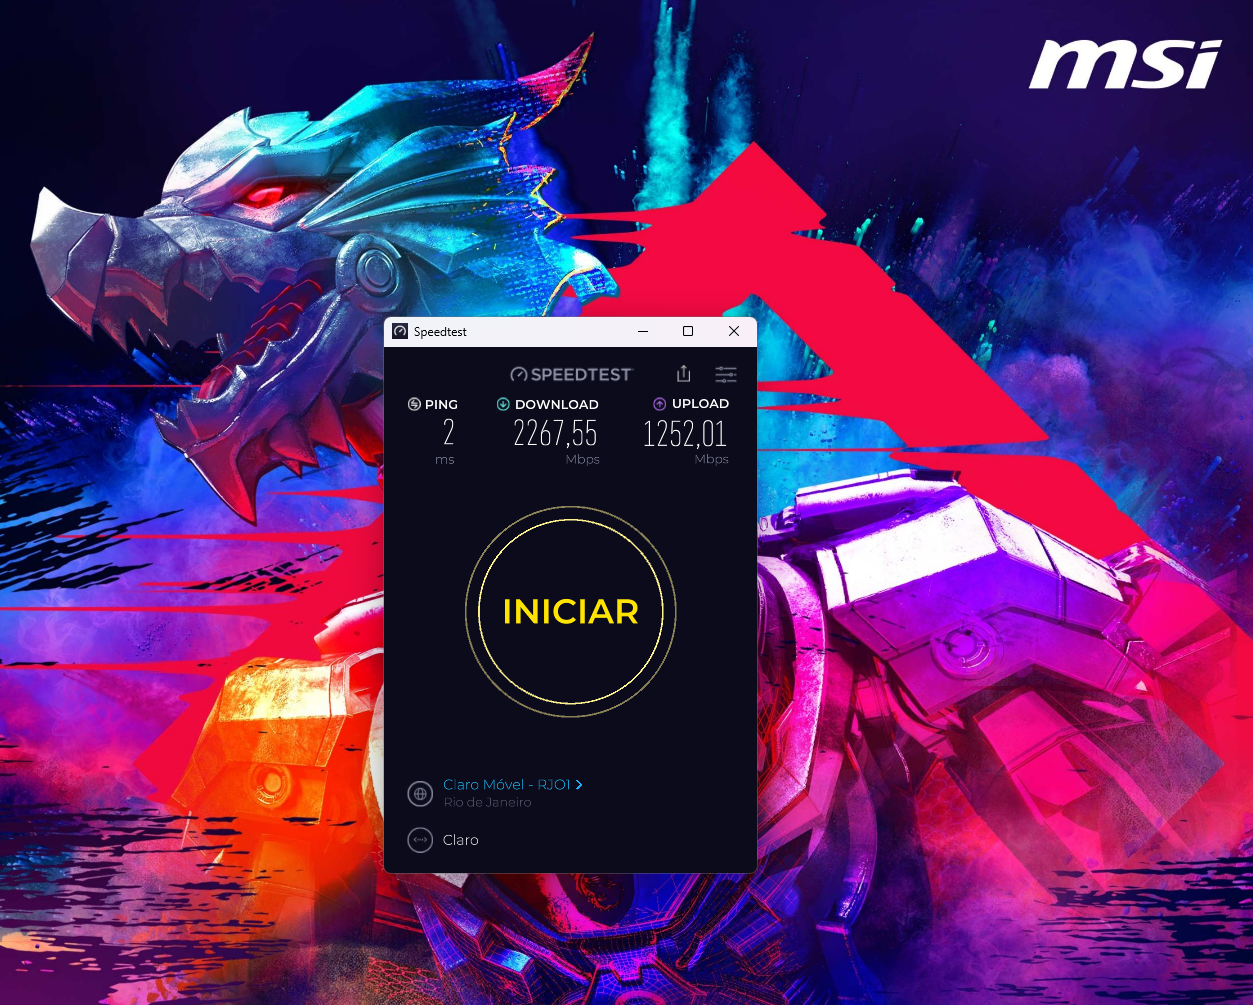 msi
Speedtest
SPEEDTEST
PING DOWNLOAD UPLOAD
2 2267,55 1252,01
ms Mbps Mbps
INICIAR
Claro Móvel - RJO1
Rio de Janeiro
Claro